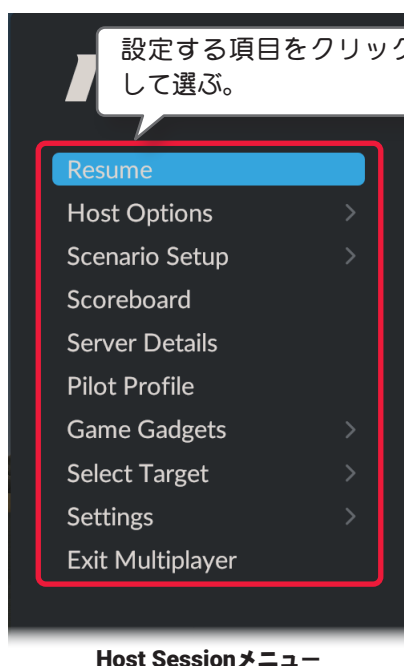 設定する項目をクリック
して選ぶ。
Resume
Host Options
Scenario Setup
Scoreboard
Server Details
Pilot Profile
Game Gadgets
Select Target
Settings
Exit Multiplayer
Host Sessionメニュー